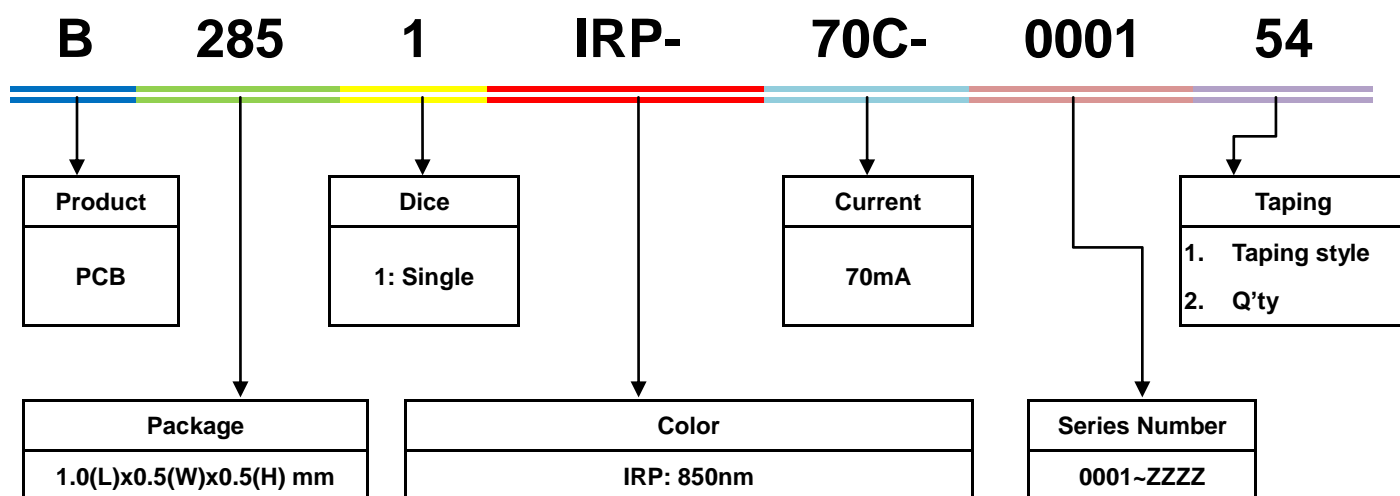 B 285 1 IRP- 70C- 0001 54
Product
PCB
Dice
1: Single
Current
70mA
Taping
1. Taping style
2. Q’ty
Package
1.0(L)x0.5(W)x0.5(H) mm
Color
IRP: 850nm
Series Number
0001~ZZZZ